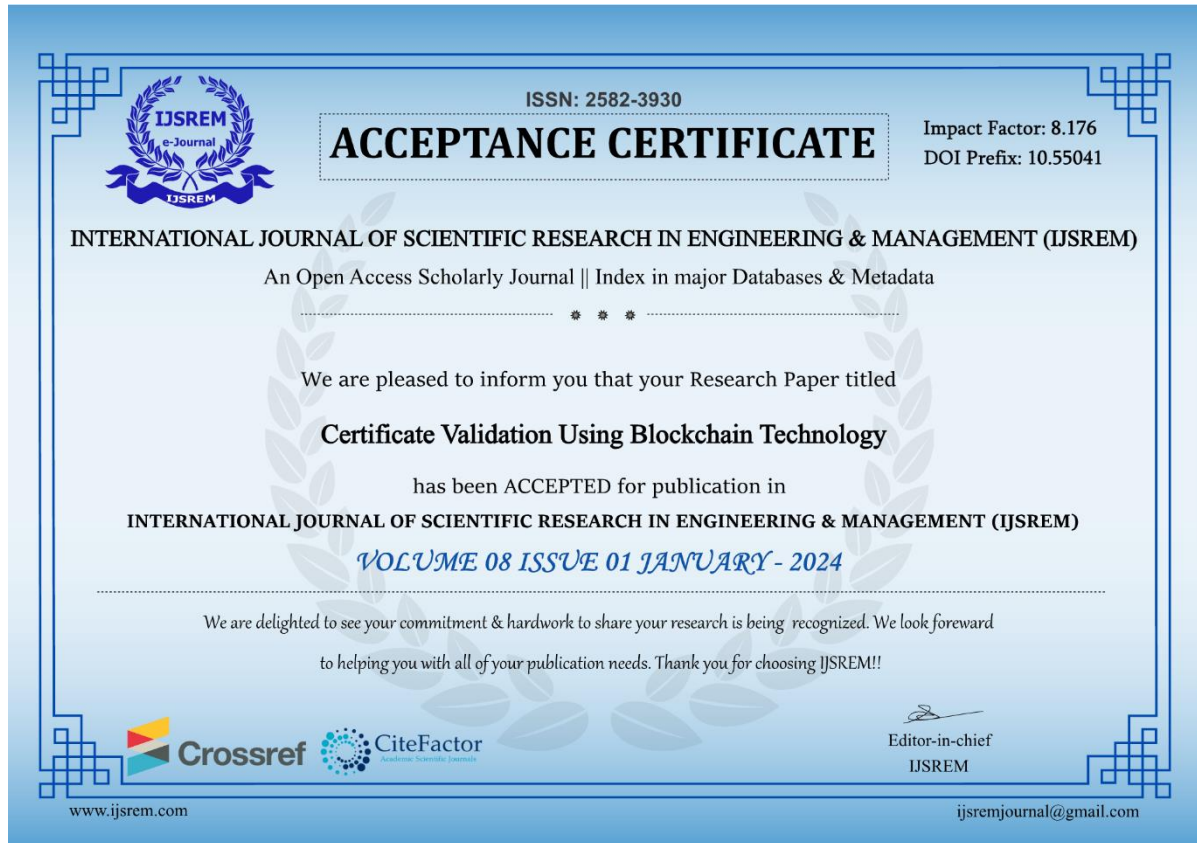 IJSREM
e-Journal
IJSREM
ISSN: 2582-3930
ACCEPTANCE CERTIFICATE
Impact Factor: 8.176
DOI Prefix: 10.55041
INTERNATIONAL JOURNAL OF SCIENTIFIC RESEARCH IN ENGINEERING & MANAGEMENT (IJSREM)
An Open Access Scholarly Journal || Index in major Databases & Metadata
We are pleased to inform you that your Research Paper titled
Certificate Validation Using Blockchain Technology
has been ACCEPTED for publication in
INTERNATIONAL JOURNAL OF SCIENTIFIC RESEARCH IN ENGINEERING & MANAGEMENT (IJSREM)
VOLUME 08 ISSUE 01 JANUARY - 2024
We are delighted to see your commitment & hardwork to share your research is being recognized. We look foreward
to helping you with all of your publication needs. Thank you for choosing IJSREM!!
Crossref
CiteFactor
Academic Scientific Journals
Editor-in-chief
IJSREM
www.ijsrem.com
ijsremjournal@gmail.com